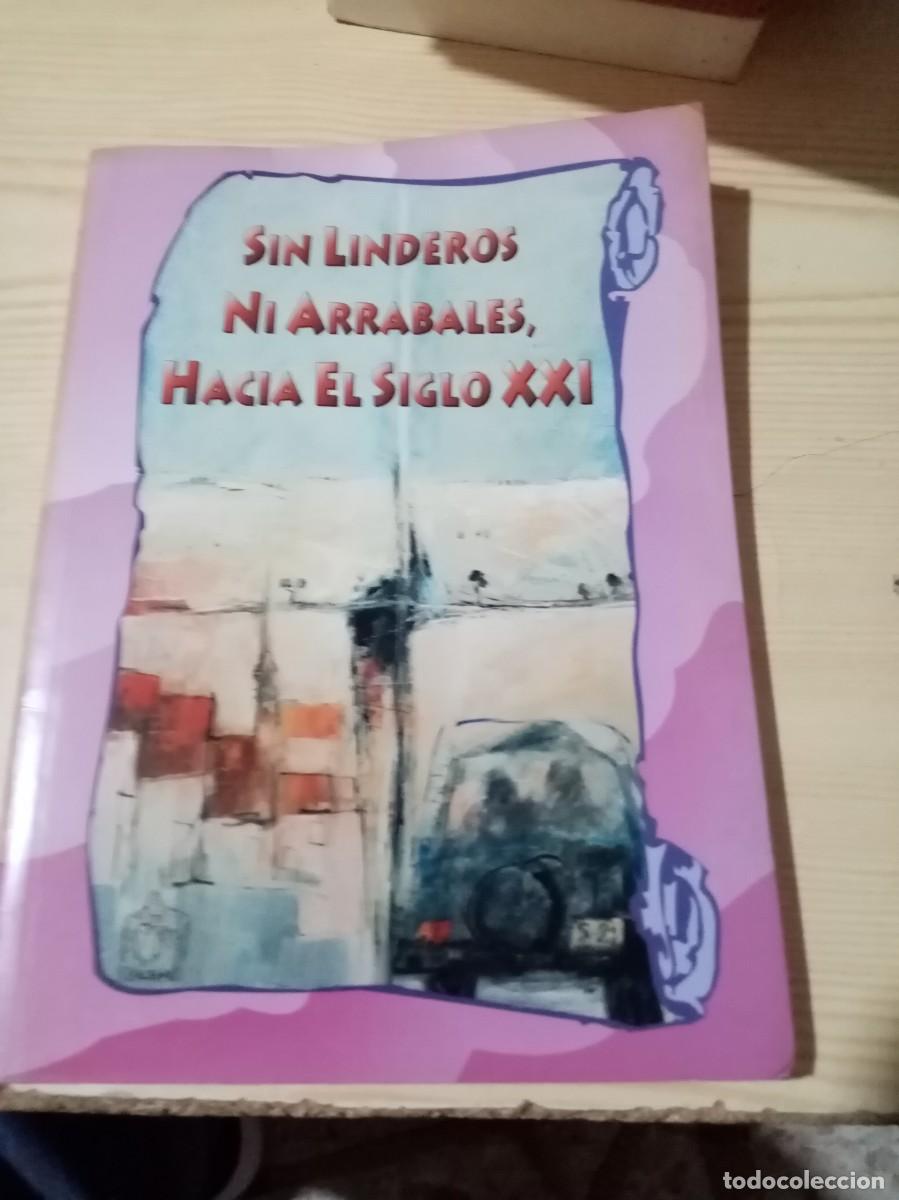 SIN LINDEROS
NI ARRABALES,
HACIA EL SIGLO XXI
todocoleccion